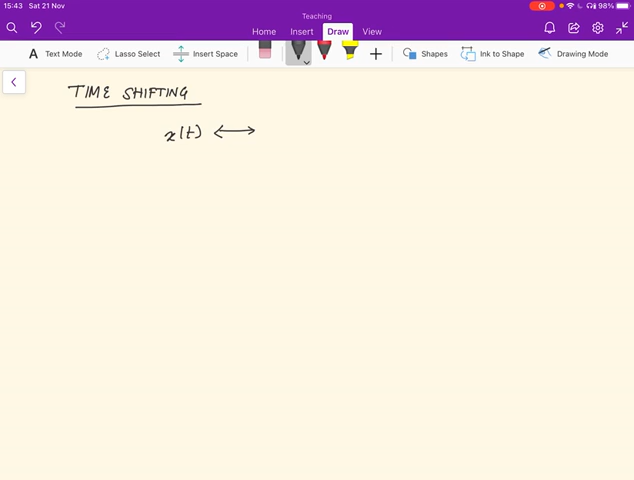 15:43 Sat 21 Nov 98%
Teaching
Home Insert Draw View
A Text Mode Lasso Select Insert Space + Shapes Ink to Shape Drawing Mode
TIME SHIFTING
x(t) ⟷